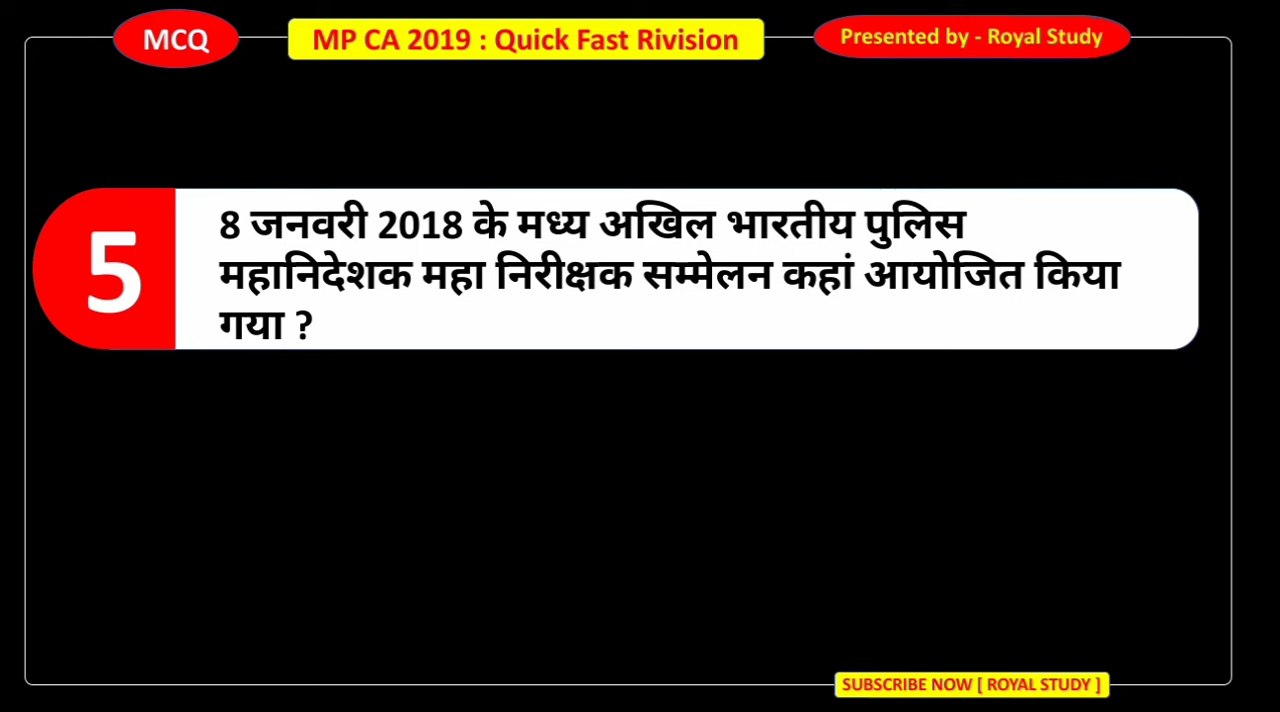 MCQ
MP CA 2019 : Quick Fast Rivision
Presented by - Royal Study
5
8 जनवरी 2018 के मध्य अखिल भारतीय पुलिस
महानिदेशक महा निरीक्षक सम्मेलन कहां आयोजित किया
गया ?
SUBSCRIBE NOW [ ROYAL STUDY ]